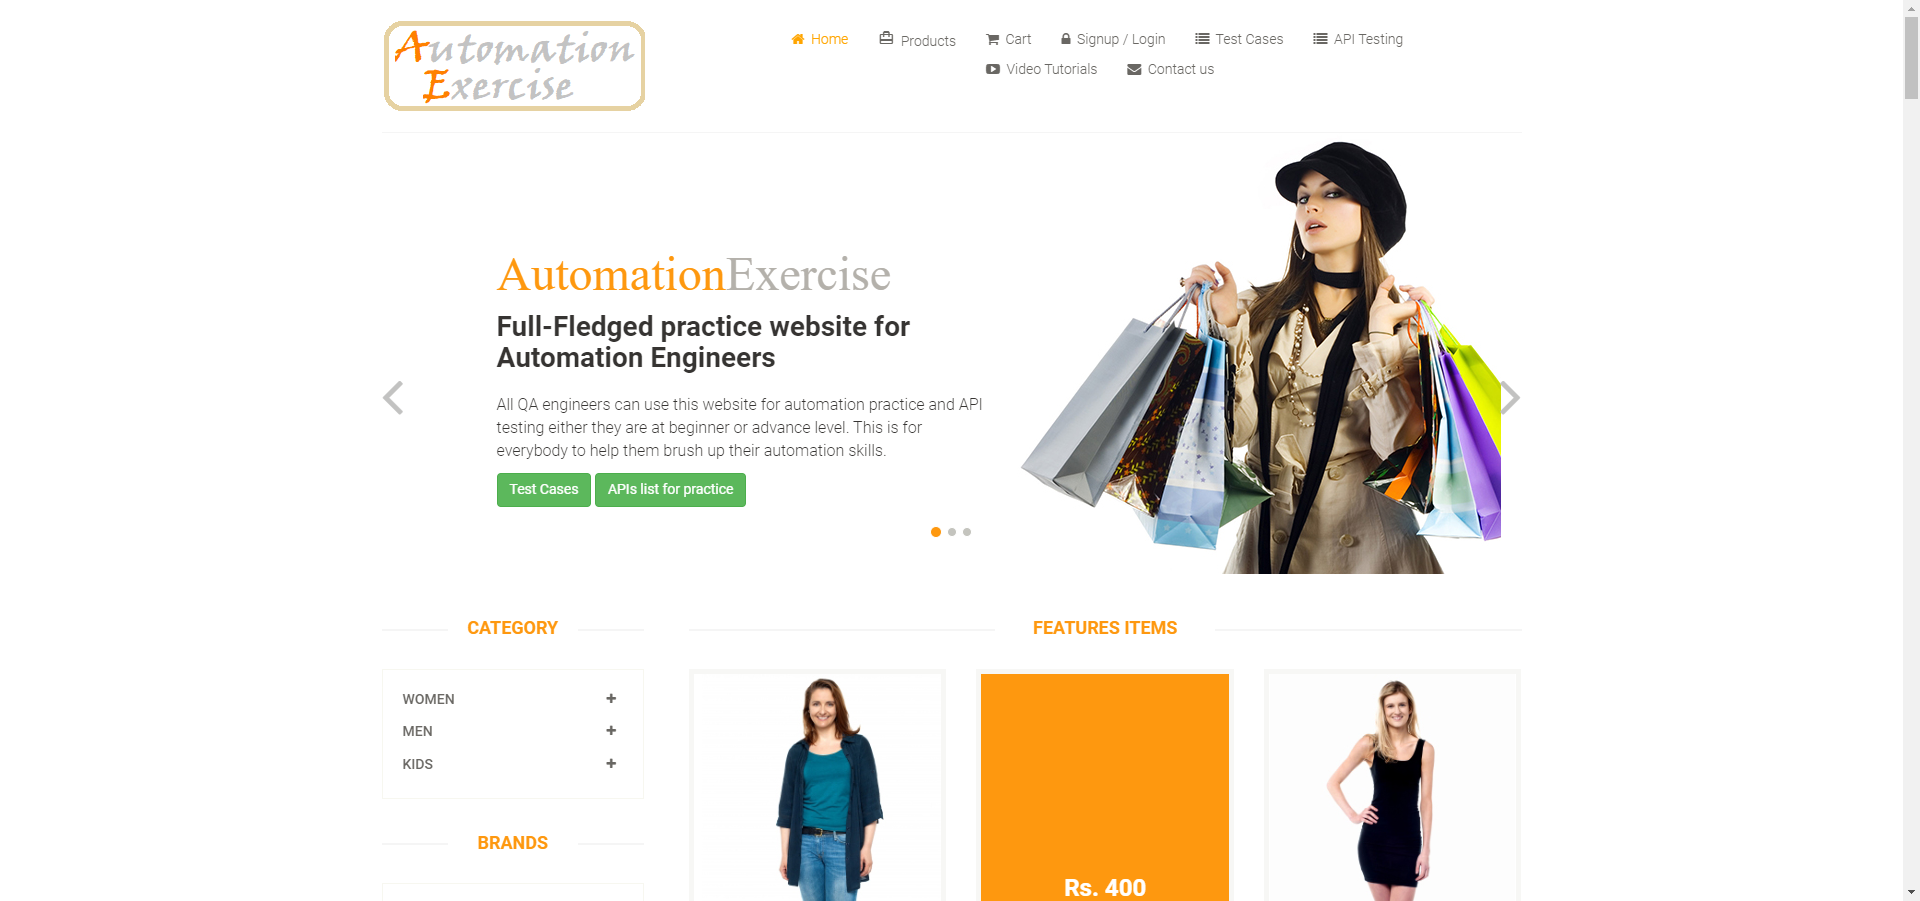 Automation
Exercise
Home
Products
Cart
Signup / Login
Test Cases
API Testing
Video Tutorials
Contact us
AutomationExercise
Full-Fledged practice website for
Automation Engineers
All QA engineers can use this website for automation practice and API
testing either they are at beginner or advance level. This is for
everybody to help them brush up their automation skills.
Test Cases
APIs list for practice
CATEGORY
WOMEN
MEN
KIDS
BRANDS
FEATURES ITEMS
Rs. 400